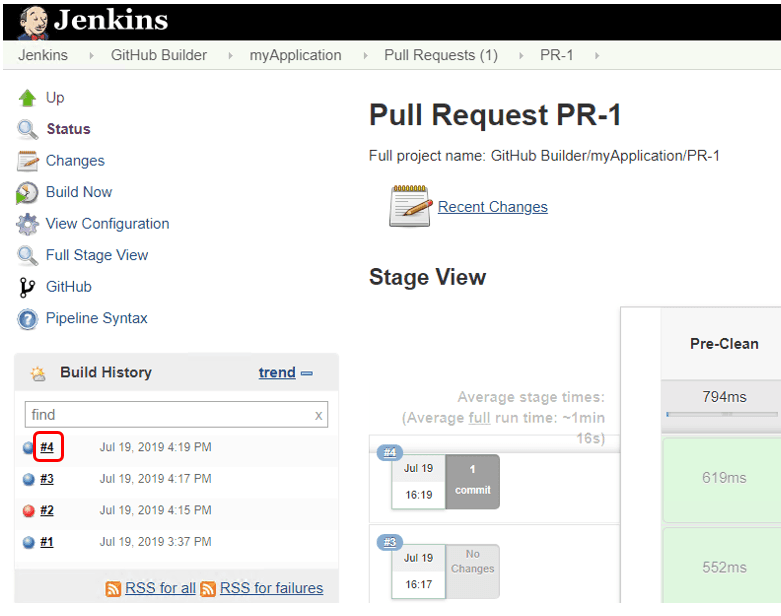 Jenkins
Jenkins GitHub Builder myApplication Pull Requests (1) PR-1
Up
Status
Changes
Build Now
View Configuration
Full Stage View
GitHub
Pipeline Syntax
Build History trend
find x
#4 Jul 19, 2019 4:19 PM
#3 Jul 19, 2019 4:17 PM
#2 Jul 19, 2019 4:15 PM
#1 Jul 19, 2019 3:37 PM
RSS for all RSS for failures
Pull Request PR-1
Full project name: GitHub Builder/myApplication/PR-1
Recent Changes
Stage View
Pre-Clean
Average stage times:
(Average full run time: ~1min
16s)
794ms
#4
Jul 19
16:19
1
commit
619ms
#3
Jul 19
16:17
No
Changes
552ms